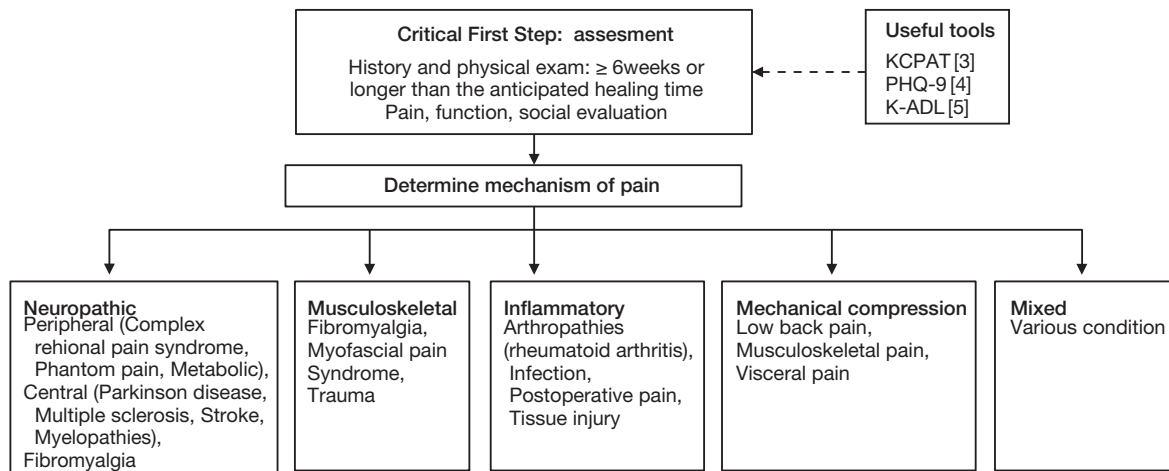 Critical First Step: assesment
History and physical exam: ≥ 6weeks or
longer than the anticipated healing time
Pain, function, social evaluation
Useful tools
KCPAT [3]
PHQ-9 [4]
K-ADL [5]
Determine mechanism of pain
Neuropathic
Peripheral (Complex
rehional pain syndrome,
Phantom pain, Metabolic),
Central (Parkinson disease,
Multiple sclerosis, Stroke,
Myelopathies),
Fibromyalgia
Musculoskeletal
Fibromyalgia,
Myofascial pain
Syndrome,
Trauma
Inflammatory
Arthropathies
(rheumatoid arthritis),
Infection,
Postoperative pain,
Tissue injury
Mechanical compression
Low back pain,
Musculoskeletal pain,
Visceral pain
Mixed
Various condition